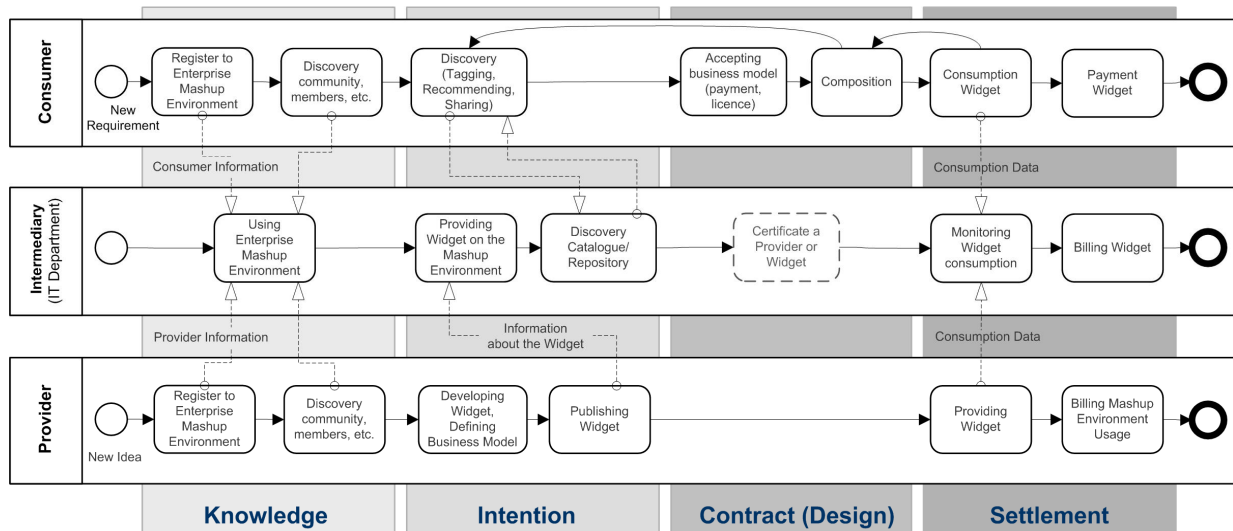 Consumer
New
Requirement
Register to
Enterprise
Mashup
Environment
Discovery
community,
members, etc.
Discovery
(Tagging,
Recommending,
Sharing)
Accepting
business model
(payment,
licence)
Composition
Consumption
Widget
Payment
Widget
Consumer Information
Consumption Data
Intermediary
(IT Department)
Using
Enterprise
Mashup
Environment
Providing
Widget on the
Mashup
Environment
Discovery
Catalogue/
Repository
Certificate a
Provider or
Widget
Monitoring
Widget
consumption
Billing Widget
Provider Information
Information
about the Widget
Consumption Data
Provider
New Idea
Register to
Enterprise
Mashup
Environment
Discovery
community,
members, etc.
Developing
Widget,
Defining
Business Model
Publishing
Widget
Providing
Widget
Billing Mashup
Environment
Usage
Knowledge
Intention
Contract (Design)
Settlement